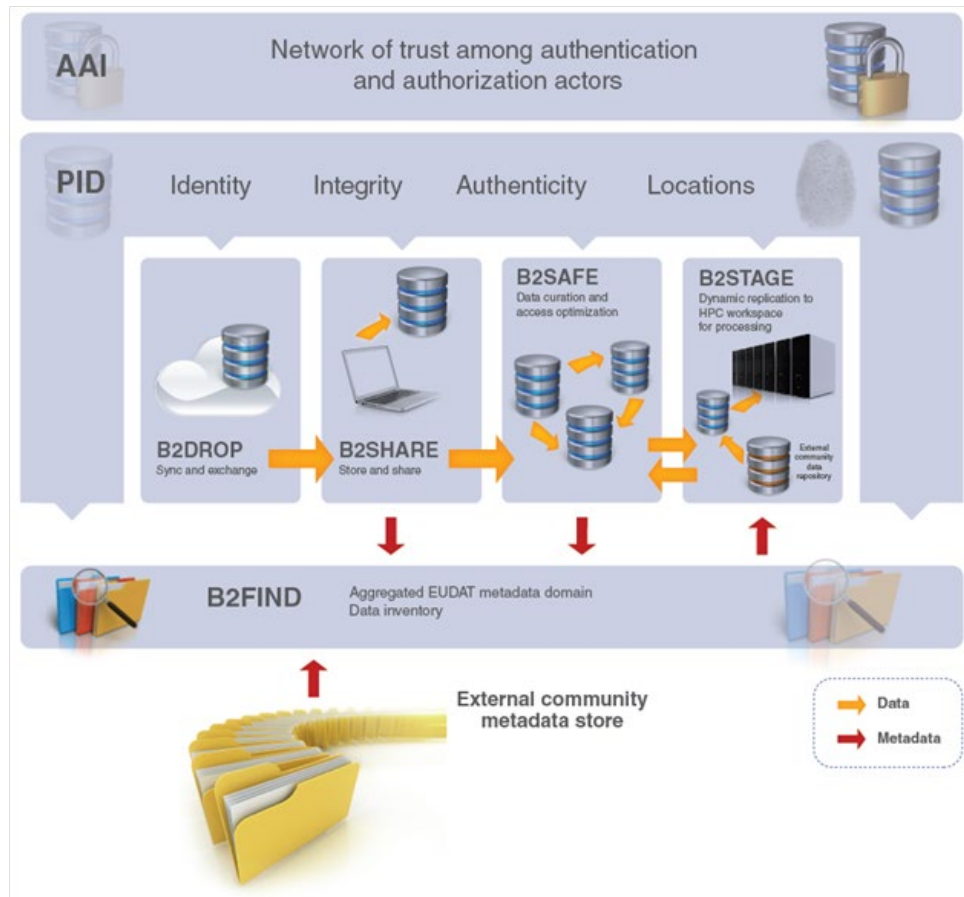 AAI
Network of trust among authentication
and authorization actors
PID
Identity
Integrity
Authenticity
Locations
B2DROP
Sync and exchange
B2SHARE
Store and share
B2SAFE
Data curation and
access optimization
B2STAGE
Dynamic replication to
HPC workspace
for processing
External
community
data
repository
B2FIND
Aggregated EUDAT metadata domain
Data inventory
External community
metadata store
Data
Metadata